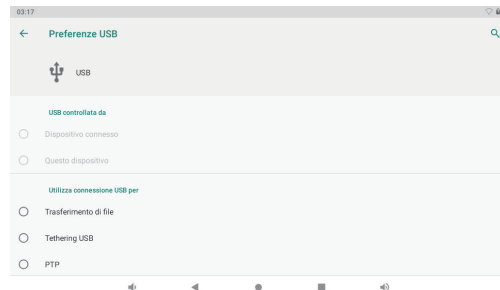 03:17
Preferenze USB
USB
USB controllata da
Dispositivo connesso
Questo dispositivo
Utilizza connessione USB per
Trasferimento di file
Tethering USB
PTP